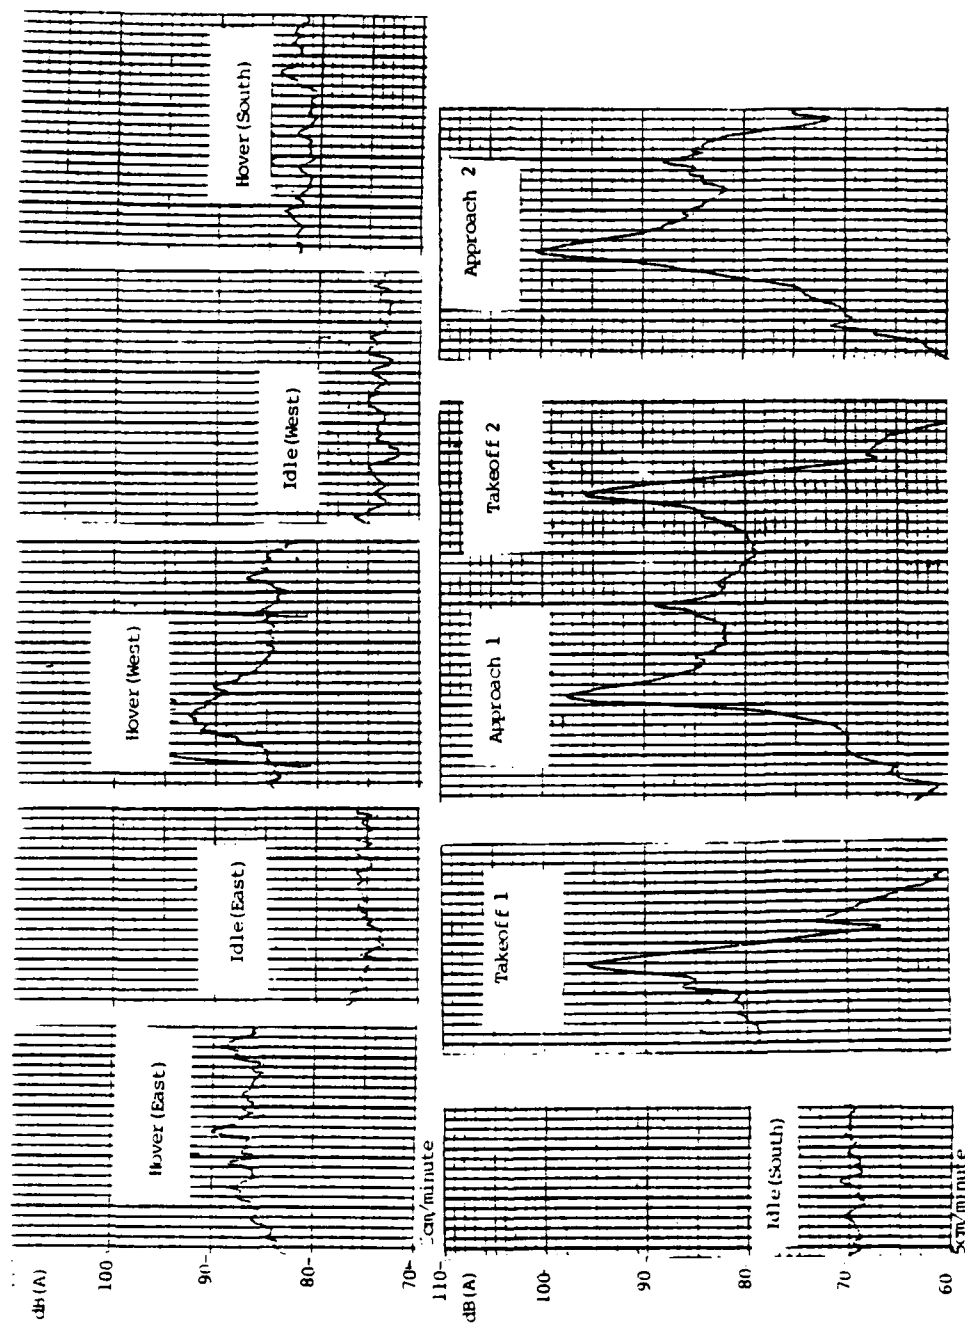 dB(A)
100
90
80-
70-
Hover(East)
Idle(East)
Hover(West)
Idle(West)
Hover(South)
cm/minute
110-
dB(A)
100
90
80
70
60
Idle(South)
Takeoff 1
Approach 1
Takeoff 2
Approach 2
5cm/minute